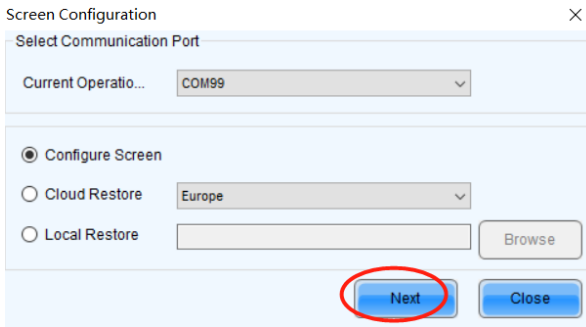 Screen Configuration
Select Communication Port
Current Operatio... COM99
Configure Screen
Cloud Restore Europe
Local Restore Browse
Next Close